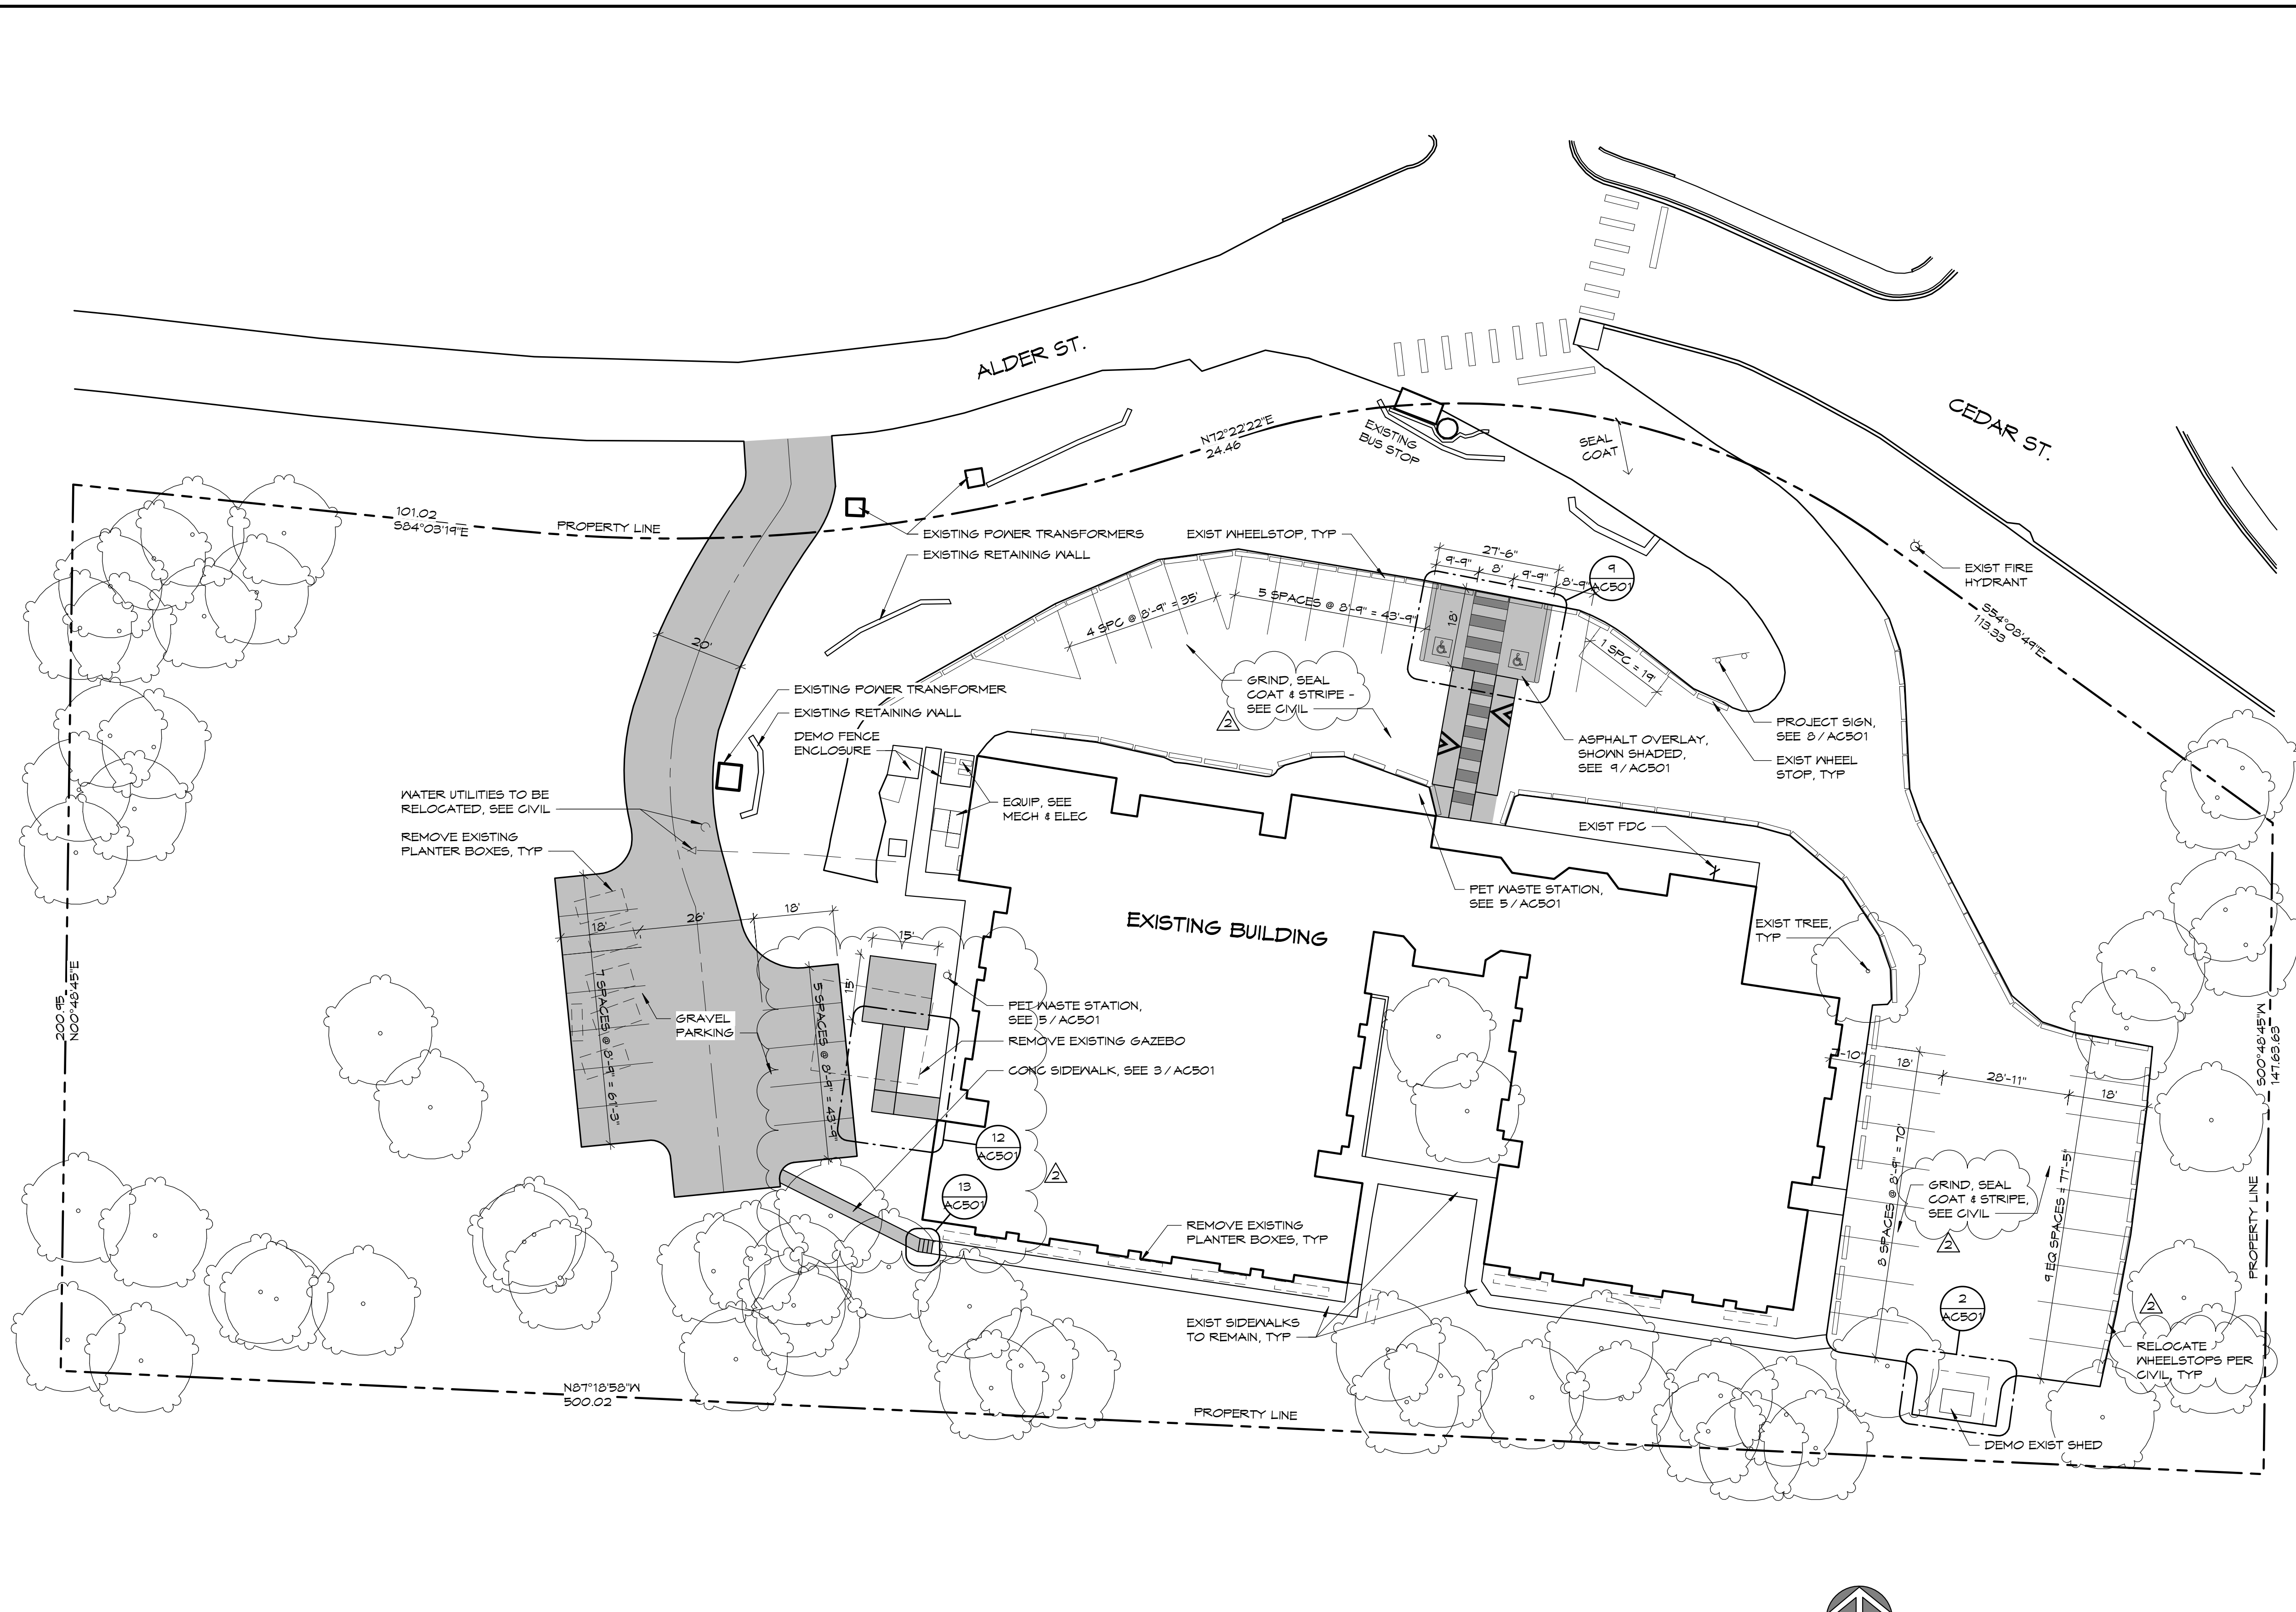 ALDER ST.
CEDAR ST.
N72°22'22"E
24.46
EXISTING
BUS STOP
SEAL
COAT
101.02
S84°03'19"E
PROPERTY LINE
EXISTING POWER TRANSFORMERS
EXISTING RETAINING WALL
EXIST WHEELSTOP, TYP
27'-6"
9'-9"
8'
9'-9"
8'-9"
9
AC501
EXIST FIRE
HYDRANT
S54°08'49"E
113.33
4 SPC @ 8'-9" = 35'
5 SPACES @ 8'-9" = 43'-9"
18'
1 SPC = 19'
20'
GRIND, SEAL
COAT & STRIPE -
SEE CIVIL
2
EXISTING POWER TRANSFORMER
EXISTING RETAINING WALL
DEMO FENCE
ENCLOSURE
PROJECT SIGN,
SEE 8 / AC501
ASPHALT OVERLAY,
SHOWN SHADED,
SEE 9 / AC501
EXIST WHEEL
STOP, TYP
WATER UTILITIES TO BE
RELOCATED, SEE CIVIL
EQUIP, SEE
MECH & ELEC
REMOVE EXISTING
PLANTER BOXES, TYP
EXIST FDC
PET WASTE STATION,
SEE 5 / AC501
EXISTING BUILDING
EXIST TREE,
TYP
18'
26'
18'
15'
15'
200.95
N00°48'45"E
7 SPACES @ 8'-9" = 61'-3"
5 SPACES @ 8'-9" = 43'-9"
GRAVEL
PARKING
PET WASTE STATION,
SEE 5 / AC501
REMOVE EXISTING GAZEBO
CONC SIDEWALK, SEE 3 / AC501
12
AC501
2
13
AC501
18'
28'-11"
18'
S00°48'45"W
147.63.63
8 SPACES @ 8'-9" = 70'
9 EQ SPACES = 77'-5"
GRIND, SEAL
COAT & STRIPE,
SEE CIVIL
2
PROPERTY LINE
REMOVE EXISTING
PLANTER BOXES, TYP
2
AC501
2
EXIST SIDEWALKS
TO REMAIN, TYP
RELOCATE
WHEELSTOPS PER
CIVIL, TYP
N87°18'58"W
500.02
PROPERTY LINE
DEMO EXIST SHED